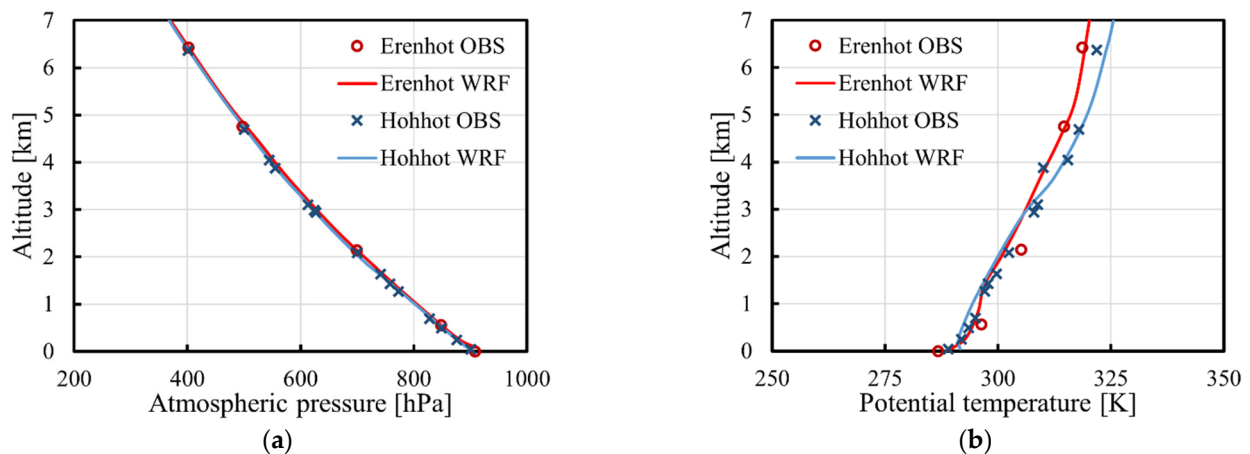 7
6
5
4
3
2
1
0
Altitude [km]
Erenhot OBS
Erenhot WRF
Hohhot OBS
Hohhot WRF
200 400 600 800 1000
Atmospheric pressure [hPa]
(a)
7
6
5
4
3
2
1
0
Altitude [km]
Erenhot OBS
Erenhot WRF
Hohhot OBS
Hohhot WRF
250 275 300 325 350
Potential temperature [K]
(b)